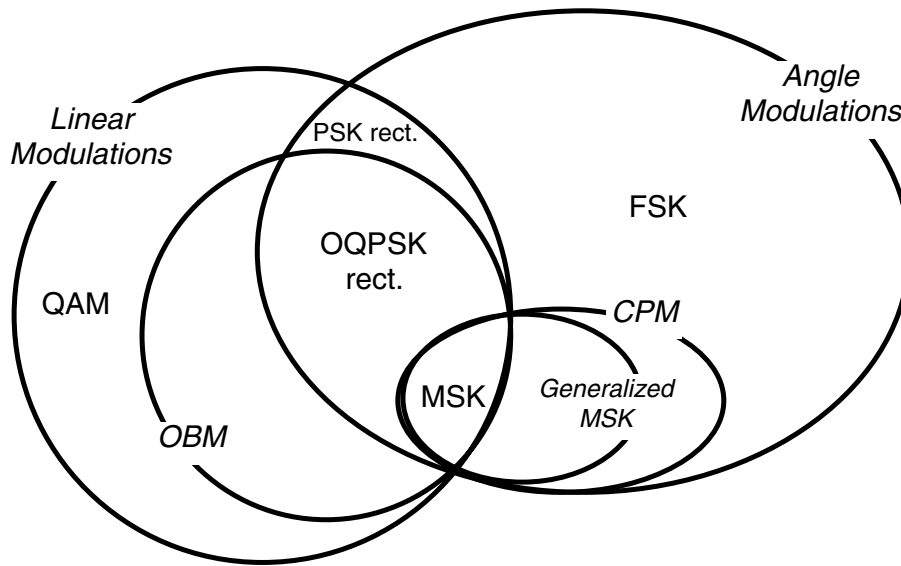 Linear
Modulations
PSK rect.
Angle
Modulations
FSK
OQPSK
rect.
QAM
CPM
MSK
Generalized
MSK
OBM